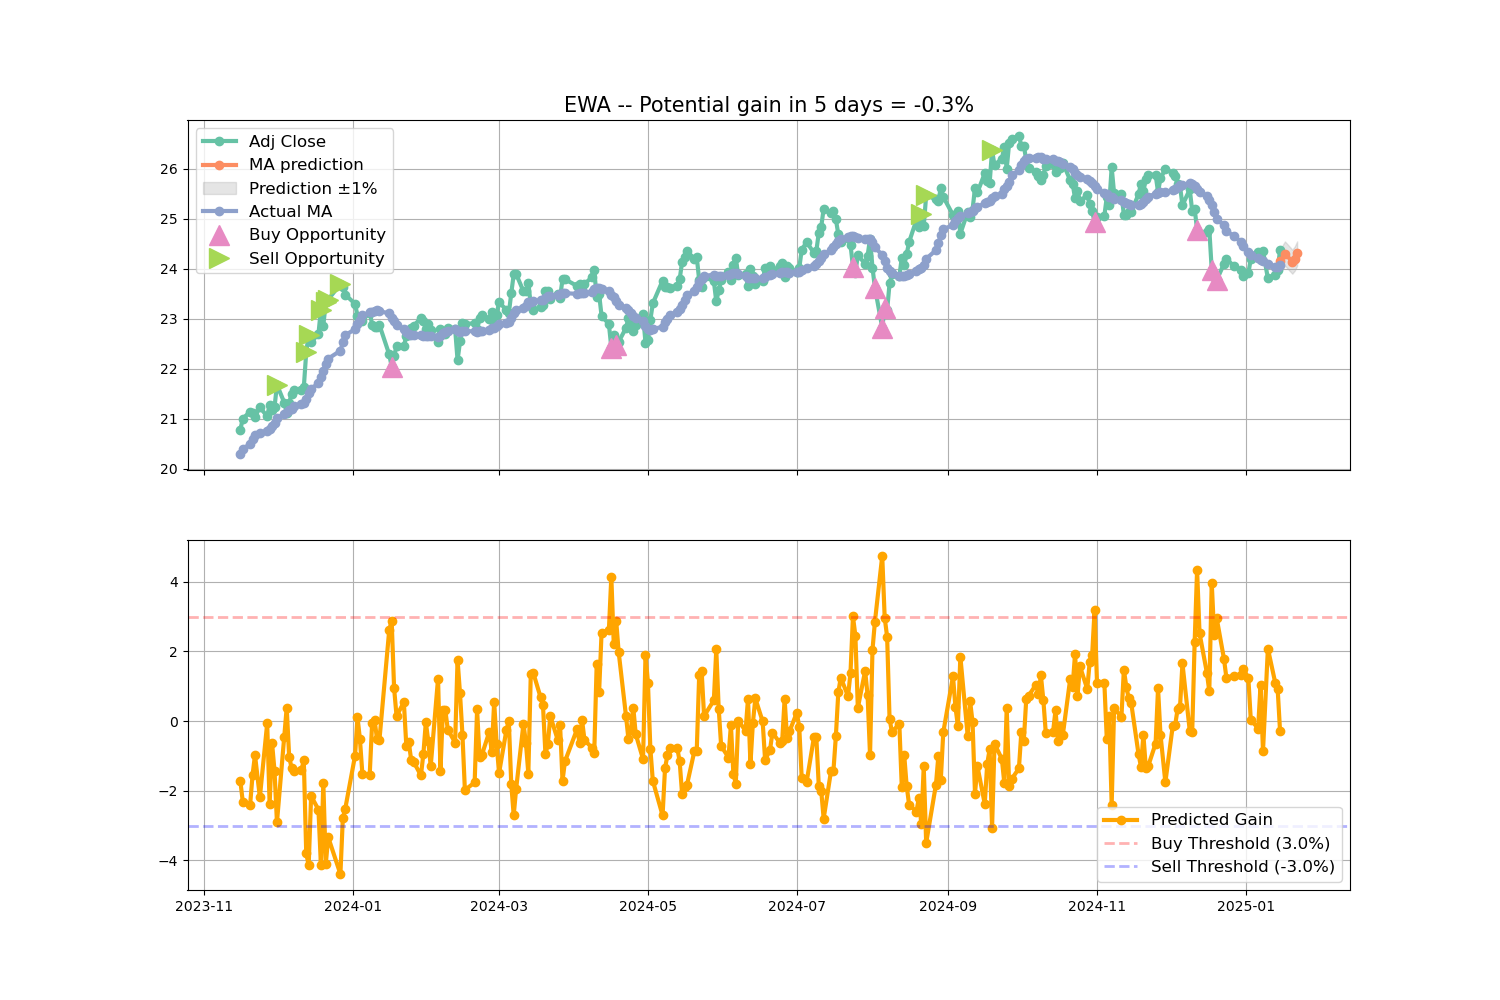 EWA -- Potential gain in 5 days = -0.3%
Adj Close
MA prediction
Prediction ±1%
Actual MA
Buy Opportunity
Sell Opportunity
26
25
24
23
22
21
20
4
2
0
−2
−4
Predicted Gain
Buy Threshold (3.0%)
Sell Threshold (-3.0%)
2023-11 2024-01 2024-03 2024-05 2024-07 2024-09 2024-11 2025-01